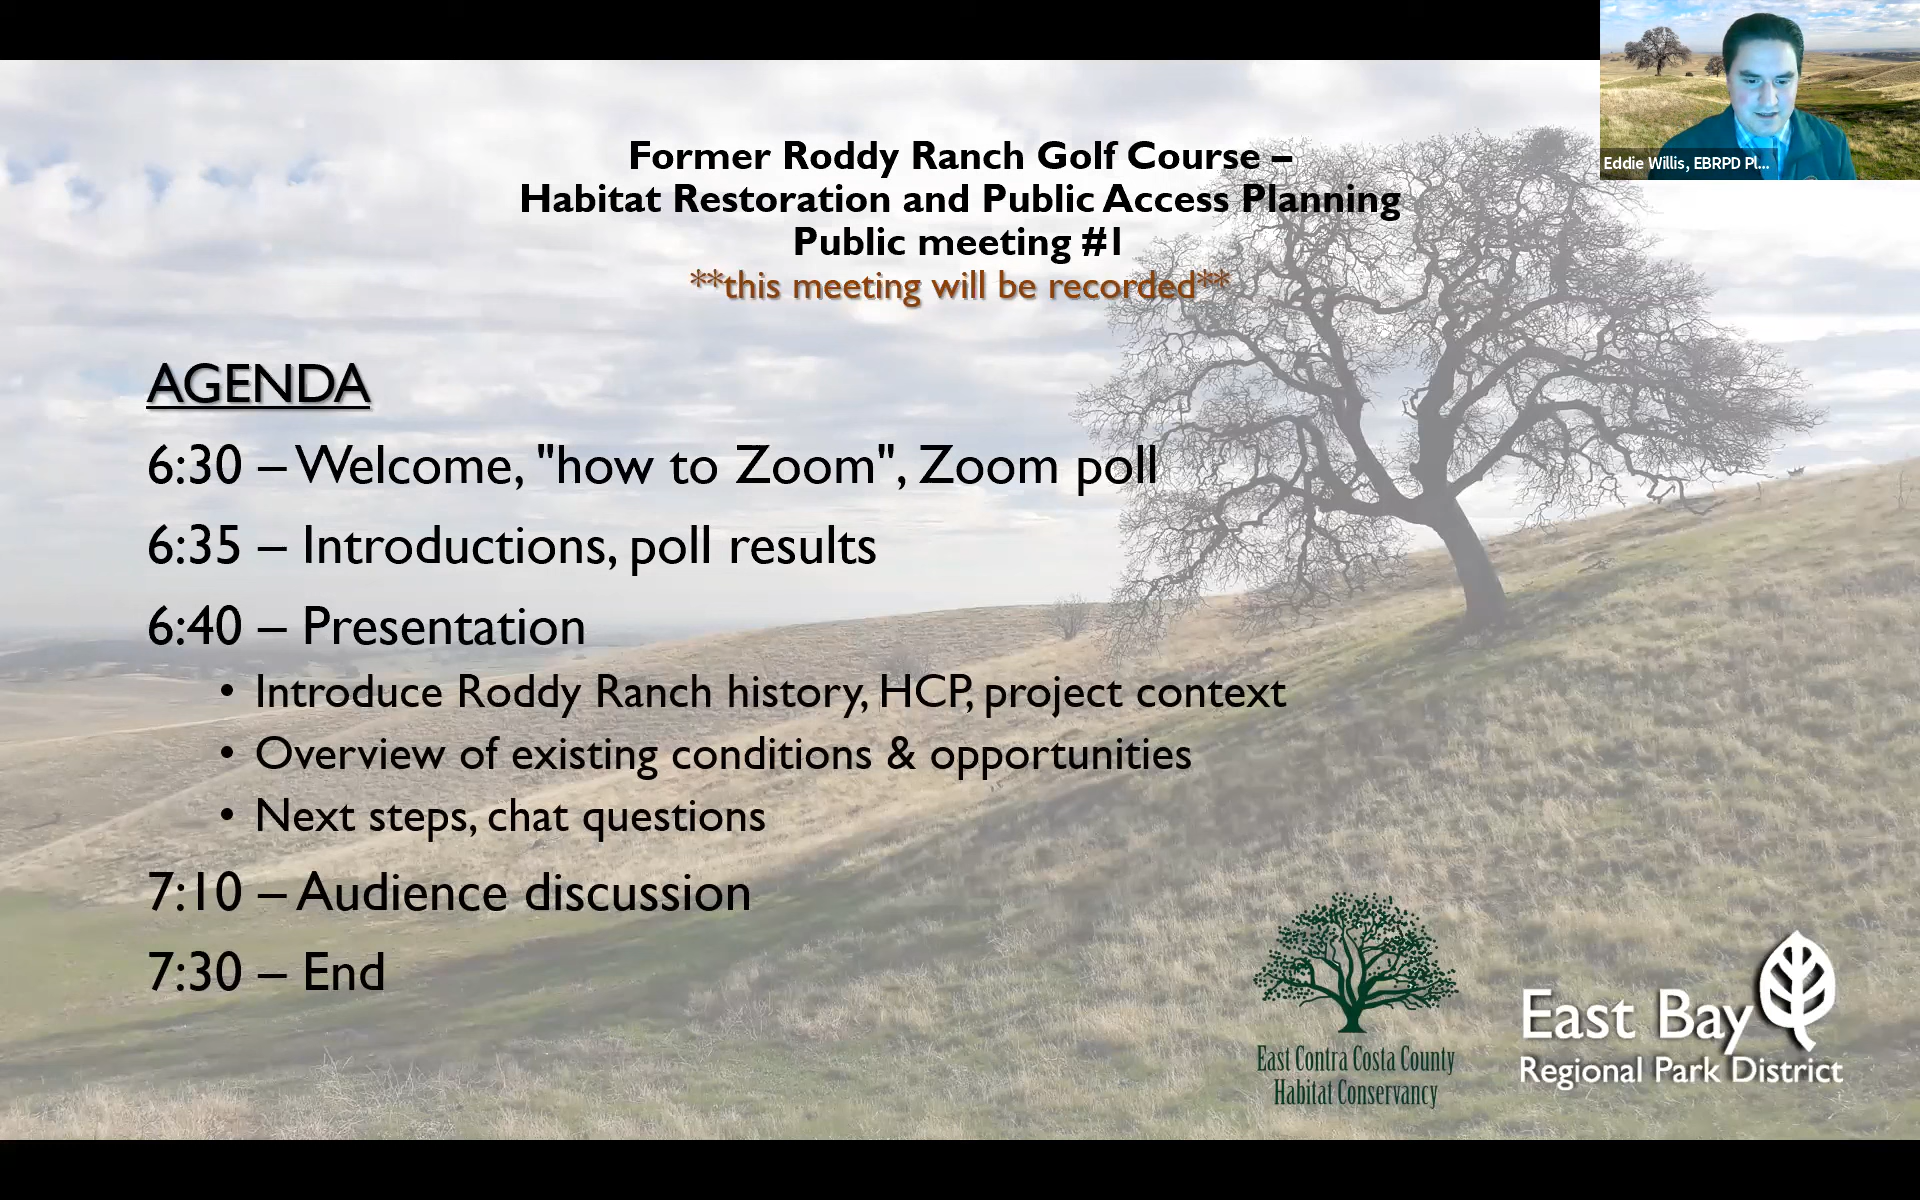 Former Roddy Ranch Golf Course –
Habitat Restoration and Public Access Planning
Public meeting #1
**this meeting will be recorded**
Eddie Willis, EBRPD Pl...
AGENDA
6:30 – Welcome, "how to Zoom", Zoom poll
6:35 – Introductions, poll results
6:40 – Presentation
• Introduce Roddy Ranch history, HCP, project context
• Overview of existing conditions & opportunities
• Next steps, chat questions
7:10 – Audience discussion
7:30 – End
East Contra Costa County
Habitat Conservancy
East Bay
Regional Park District